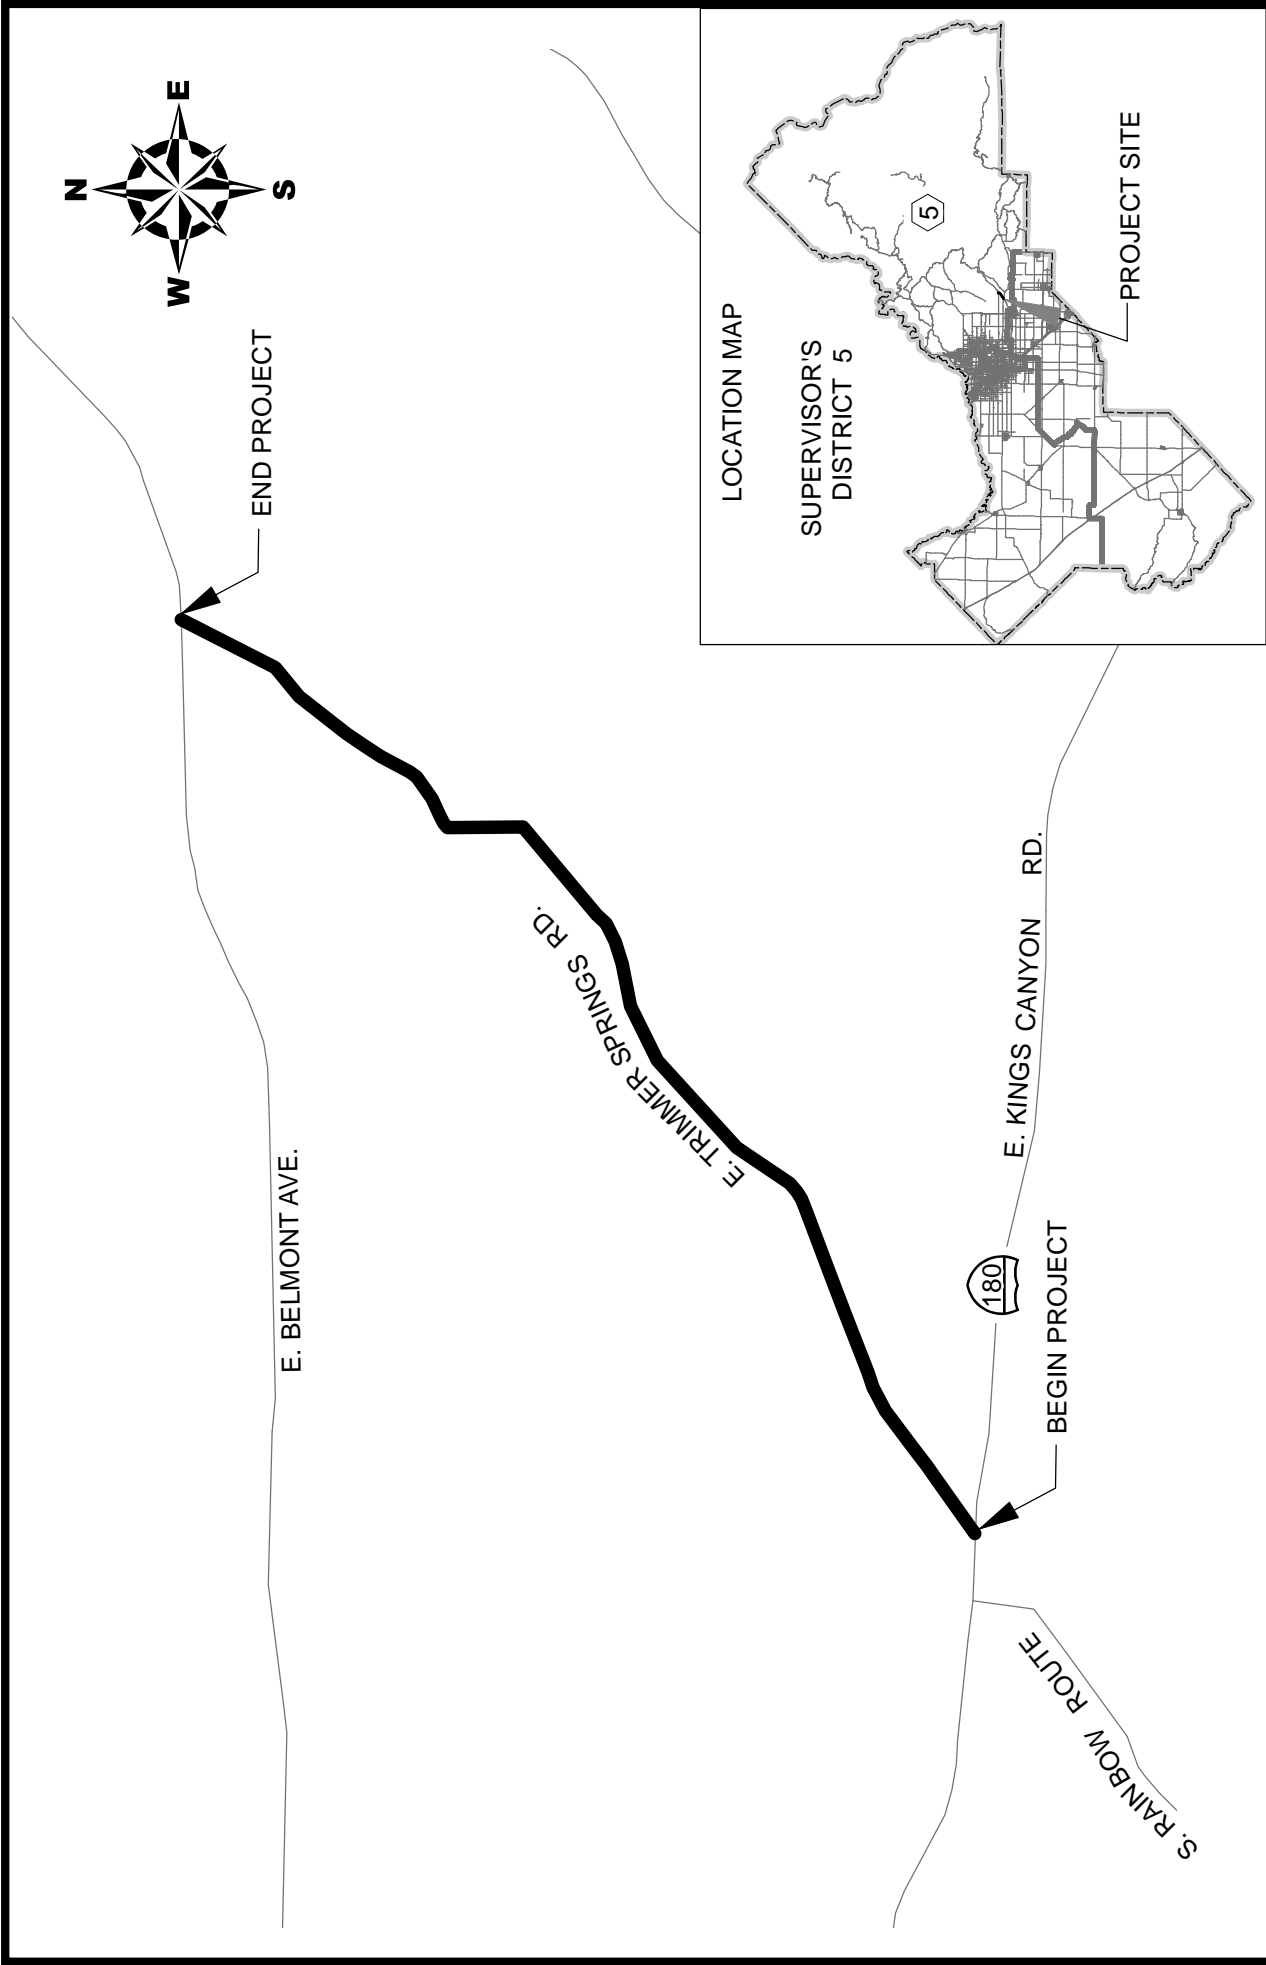 N
E
S
W
END PROJECT
E. BELMONT AVE.
E. TRIMMER SPRINGS RD.
E. KINGS CANYON RD.
180
BEGIN PROJECT
S. RAINBOW ROUTE
LOCATION MAP
SUPERVISOR'S
DISTRICT 5
5
PROJECT SITE